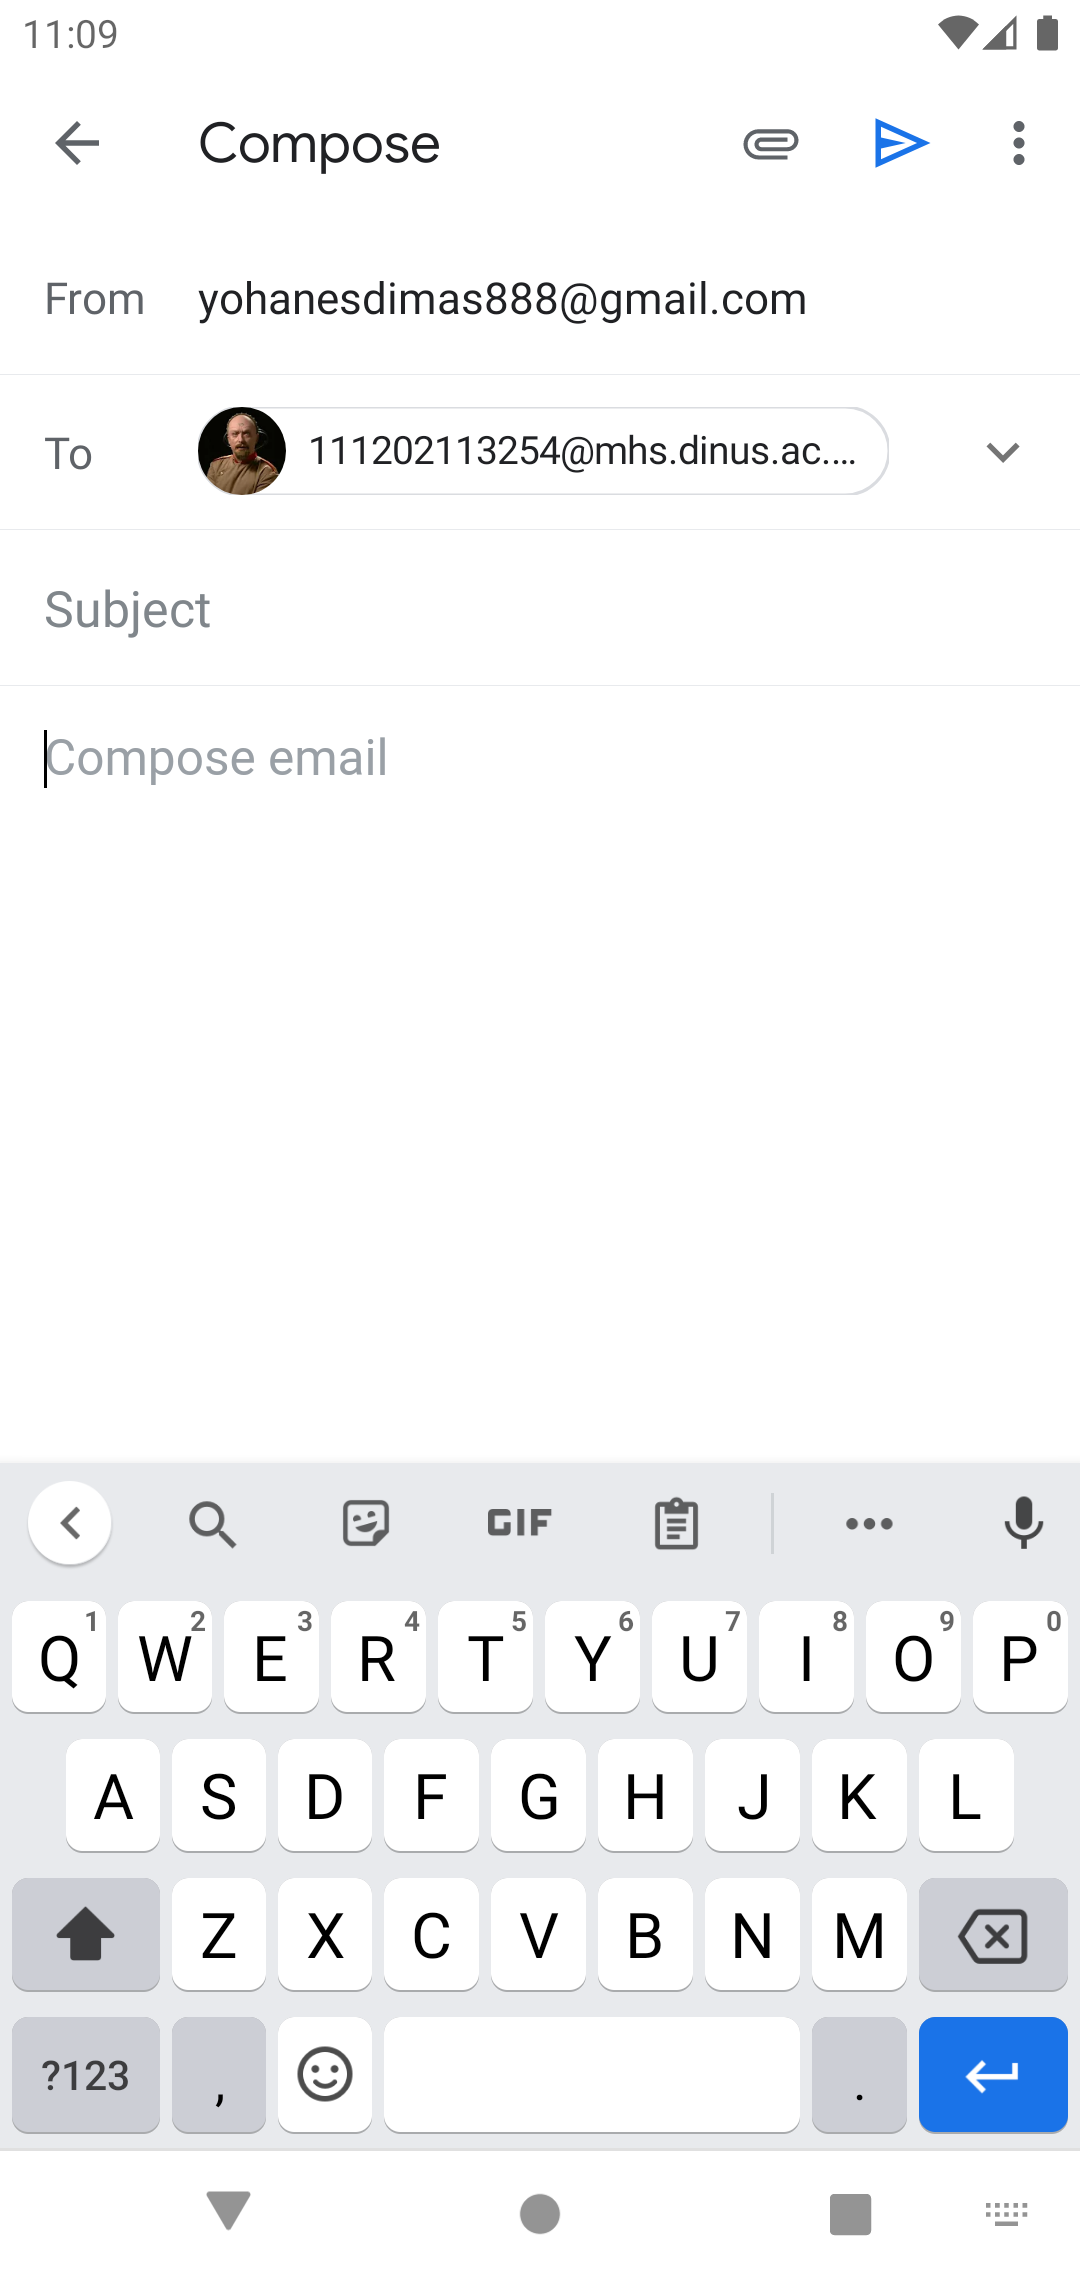 11:09
Compose
From yohanesdimas888@gmail.com
To 111202113254@mhs.dinus.ac....
Subject
Compose email
GIF
Q1 W2 E3 R4 T5 Y6 U7 I8 O9 P0
A S D F G H J K L
Z X C V B N M
?123 , .